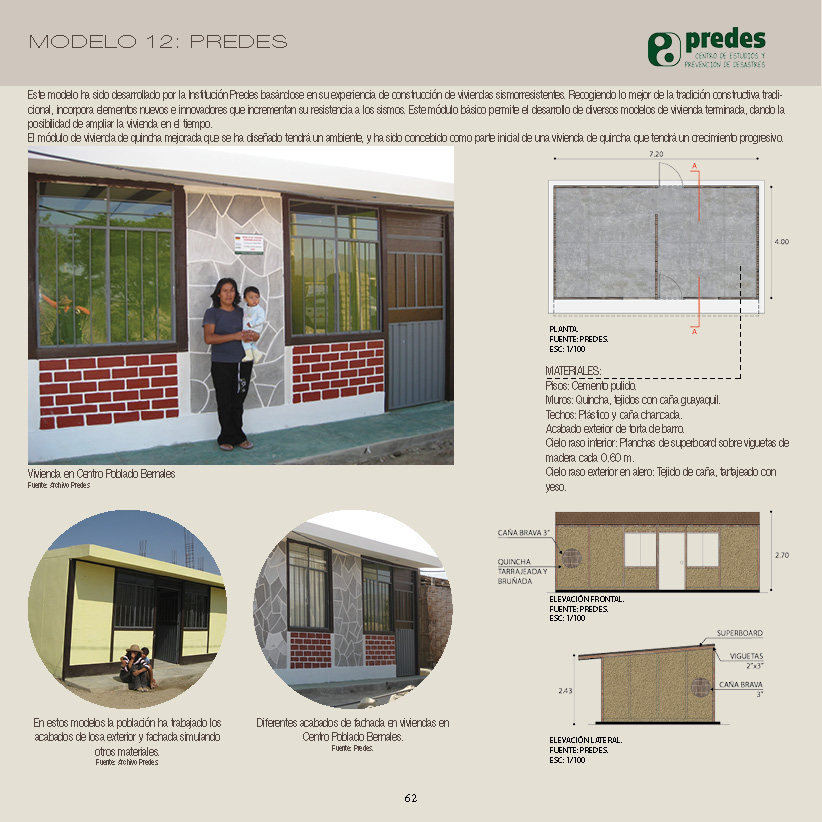 MODELO 12: PREDES
predes
CENTRO DE ESTUDIOS Y
PREVENCIÓN DE DESASTRES
Este modelo ha sido desarrollado por la Institución Predes basándose en su experiencia de construcción de viviendas sismorresistentes. Recogiendo lo mejor de la tradición constructiva tradi-
cional, incorpora elementos nuevos e innovadores que incrementan su resistencia a los sismos. Este módulo básico permite el desarrollo de diversos modelos de vivienda terminada, dando la
posibilidad de ampliar la vivienda en el tiempo.
El módulo de vivienda de quincha mejorada que se ha diseñado tendrá un ambiente, y ha sido concebido como parte inicial de una vivienda de quincha que tendrá un crecimiento progresivo.
7.20
A
4.00
A
PLANTA.
FUENTE: PREDES.
ESC: 1/100
MATERIALES:
Pisos: Cemento pulido.
Muros: Quincha, tejidos con caña guayaquil.
Techos: Plástico y caña chancada.
Acabado exterior de torta de barro.
Cielo raso interior: Planchas de superboard sobre viguetas de
madera cada 0.60 m.
Cielo raso exterior en alero: Tejido de caña, tartajeado con
yeso.
Vivienda en Centro Poblado Bernales
Fuente: Archivo Predes
CAÑA BRAVA 3"
QUINCHA
TARRAJEADA Y
BRUÑADA
2.70
ELEVACIÓN FRONTAL.
FUENTE: PREDES.
ESC: 1/100
SUPERBOARD
VIGUETAS
2"x3"
CAÑA BRAVA
3"
2.43
ELEVACIÓN LATERAL.
FUENTE: PREDES.
ESC: 1/100
En estos modelos la población ha trabajado los
acabados de losa exterior y fachada simulando
otros materiales.
Fuente: Archivo Predes
Diferentes acabados de fachada en viviendas en
Centro Poblado Bernales.
Fuente: Predes.
62